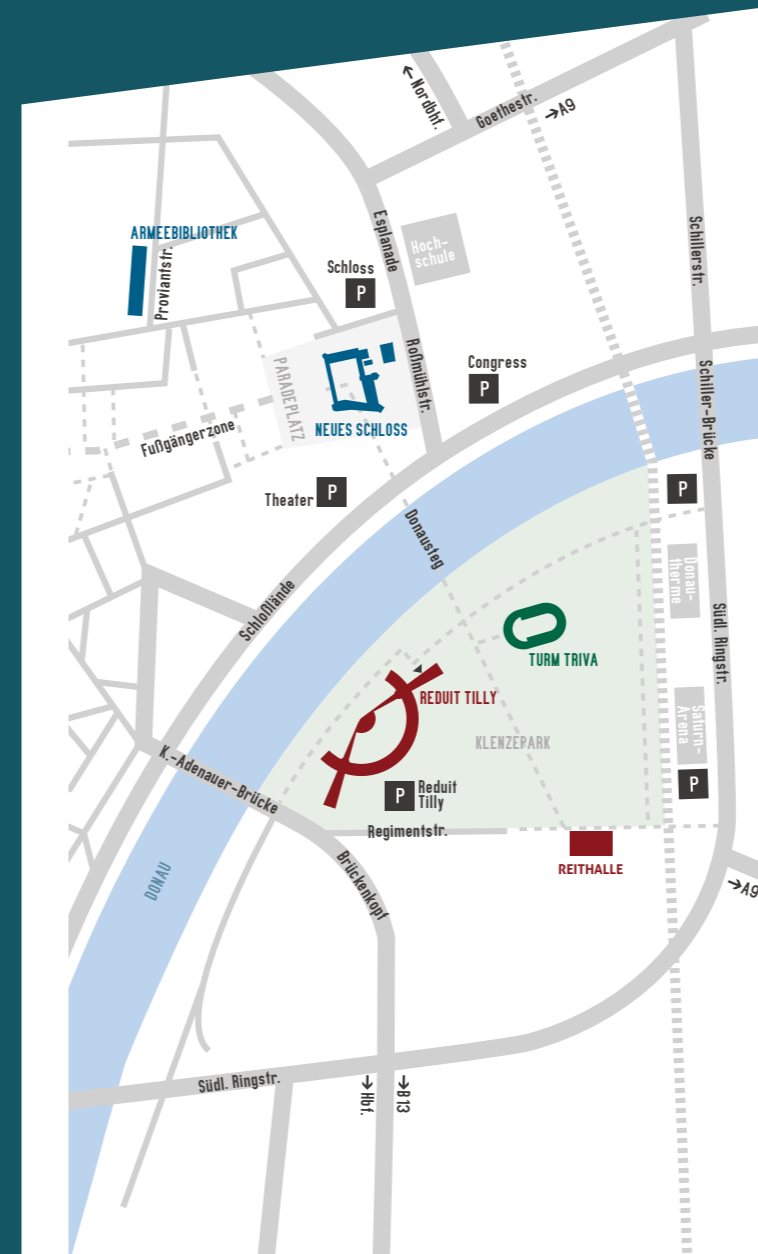 ← Nordbhf.
Goethestr.
→A9
Esplanade
Hoch-
schule
Schillerstr.
ARMEEBIBLIOTHEK
Proviantstr.
Schloss
P
Roßmühlstr.
Congress
P
Schiller-Brücke
PARADEPLATZ
NEUES SCHLOSS
Fußgängerzone
Theater P
P
Donausteg
Donau-
therme
Schloßlände
Südl. Ringstr.
TURM TRIVA
REDUIT TILLY
KLENZEPARK
Saturn-
Arena
P
K.-Adenauer-Brücke
P Reduit
Tilly
Regimentstr.
REITHALLE
DONAU
Brückenkopf
→A9
Südl. Ringstr.
→Hbf.
→B13